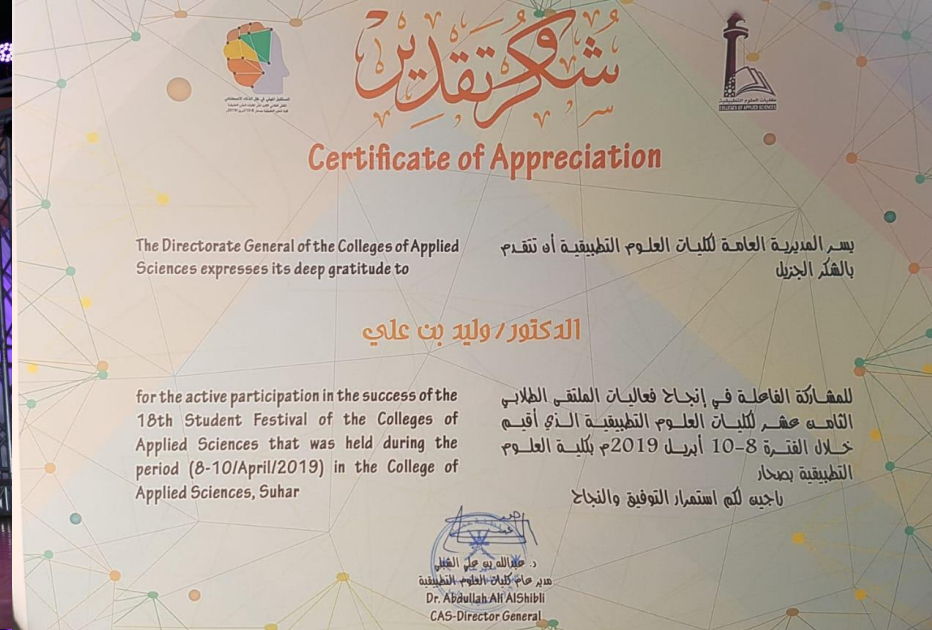 شكر وتقدير
COLLEGES OF APPLIED SCIENCES
Certificate of Appreciation
The Directorate General of the Colleges of Applied
Sciences expresses its deep gratitude to
يسر المديرية العامة لكليات العلوم التطبيقية أن تتقدم
بالشكر الجزيل
الدكتور/وليد بن علي
for the active participation in the success of the
18th Student Festival of the Colleges of
Applied Sciences that was held during the
period (8-10/April/2019) in the College of
Applied Sciences, Suhar
للمشاركة الفاعلة في إنجاح فعاليات الملتقى الطلابي
الثامن عشر لكليات العلوم التطبيقية الذي أقيم
خلال الفترة 8-10 أبريل 2019م بكلية العلوم
التطبيقية بصحار
راجين لكم استمرار التوفيق والنجاح
د. عبدالله بن علي الشبلي
مدير عام كليات العلوم التطبيقية
Dr. Abdullah Ali AlShibli
CAS-Director General